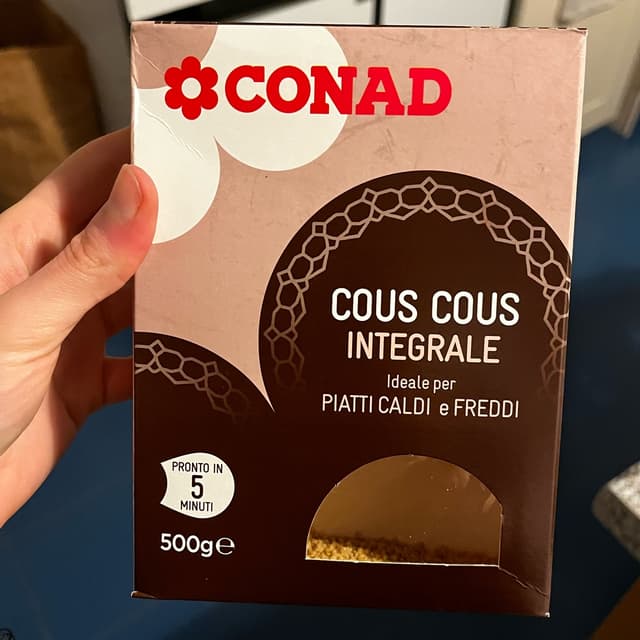 CONAD
COUS COUS
INTEGRALE
Ideale per
PIATTI CALDI e FREDDI
PRONTO IN
5
MINUTI
500g℮